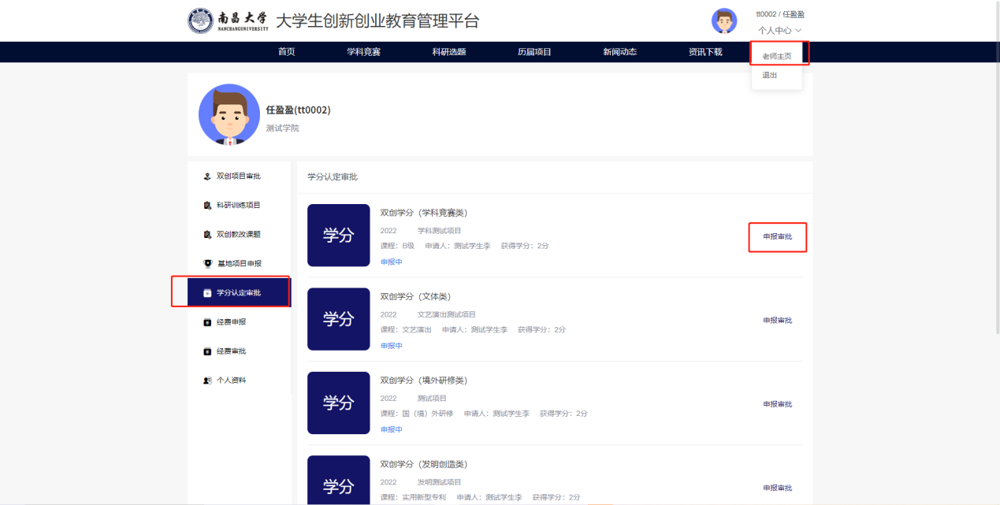 南昌大学 大学生创新创业教育管理平台
NANCHANGUNIVERSITY
tt0002 / 任盈盈
个人中心
首页 学科竞赛 科研选题 历届项目 新闻动态 资讯下载
老师主页
退出
任盈盈(tt0002)
测试学院
双创项目审批
科研训练项目
双创教改课题
基地项目申报
学分认定审批
经费申报
经费审批
个人资料
学分认定审批
学分
双创学分（学科竞赛类）
2022 学科测试项目
课程：B级 申请人：测试学生李 获得学分：2分
申报中
申报审批
学分
双创学分（文体类）
2022 文艺演出测试项目
课程：文艺演出 申请人：测试学生李 获得学分：2分
申报中
申报审批
学分
双创学分（境外研修类）
2022 测试项目
课程：国（境）外研修 申请人：测试学生李 获得学分：2分
申报中
申报审批
学分
双创学分（发明创造类）
2022 发明测试项目
课程：实用新型专利 申请人：测试学生李 获得学分：2分
申报审批